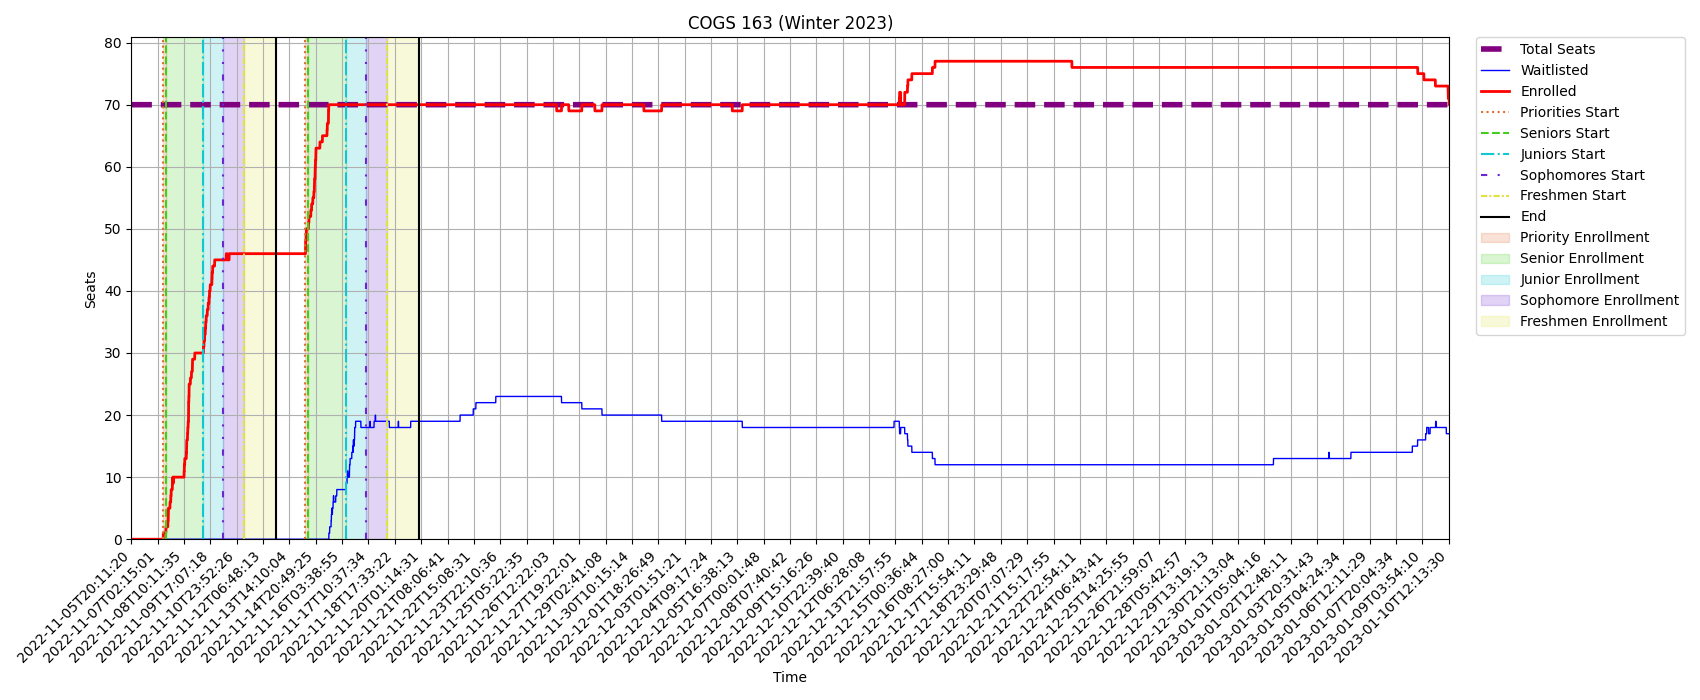 COGS 163 (Winter 2023)
Seats
80
70
60
50
40
30
20
10
0
2022-11-05T20:11:20
2022-11-07T02:15:01
2022-11-08T10:11:35
2022-11-09T17:07:18
2022-11-10T23:52:26
2022-11-12T06:48:13
2022-11-13T14:10:04
2022-11-14T20:49:25
2022-11-16T03:38:55
2022-11-17T10:37:34
2022-11-18T17:33:22
2022-11-20T01:14:31
2022-11-21T08:06:41
2022-11-22T15:08:31
2022-11-23T22:10:36
2022-11-25T05:22:35
2022-11-26T12:22:03
2022-11-27T19:22:01
2022-11-29T02:41:08
2022-11-30T10:15:14
2022-12-01T18:26:49
2022-12-03T01:51:21
2022-12-04T09:17:24
2022-12-05T16:38:13
2022-12-07T00:01:48
2022-12-08T07:40:42
2022-12-09T15:16:26
2022-12-10T22:39:40
2022-12-12T06:28:08
2022-12-13T21:57:55
2022-12-15T00:36:44
2022-12-16T08:27:00
2022-12-17T15:54:11
2022-12-18T23:29:48
2022-12-20T07:07:29
2022-12-21T15:17:55
2022-12-22T22:54:11
2022-12-24T06:43:41
2022-12-25T14:25:55
2022-12-26T21:59:07
2022-12-28T05:42:57
2022-12-29T13:19:13
2022-12-30T21:13:04
2023-01-01T05:04:16
2023-01-02T12:48:11
2023-01-03T20:31:43
2023-01-05T04:24:34
2023-01-06T12:11:29
2023-01-07T20:04:34
2023-01-09T03:54:10
2023-01-10T12:13:30
Time
Total Seats
Waitlisted
Enrolled
Priorities Start
Seniors Start
Juniors Start
Sophomores Start
Freshmen Start
End
Priority Enrollment
Senior Enrollment
Junior Enrollment
Sophomore Enrollment
Freshmen Enrollment